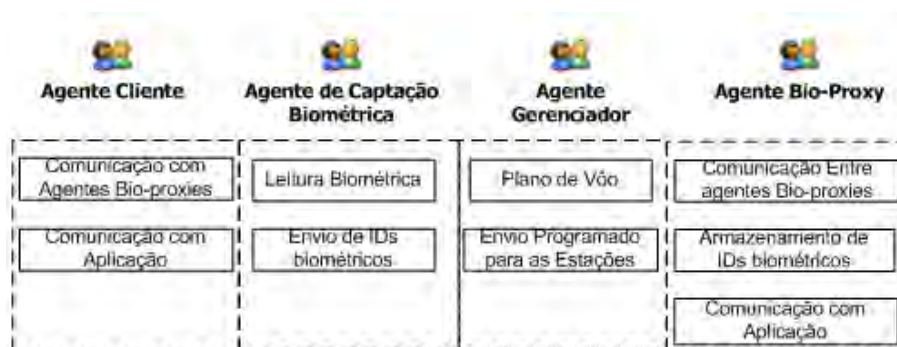 Agente Cliente
Agente de Captação
Biométrica
Agente
Gerenciador
Agente Bio-Proxy
Comunicação com
Agentes Bio-proxies
Comunicação com
Aplicação
Leitura Biométrica
Envio de IDs
biométricos
Plano de Vôo
Envio Programado
para as Estações
Comunicação Entre
agentes Bio-proxies
Armazenamento de
IDs biométricos
Comunicação com
Aplicação